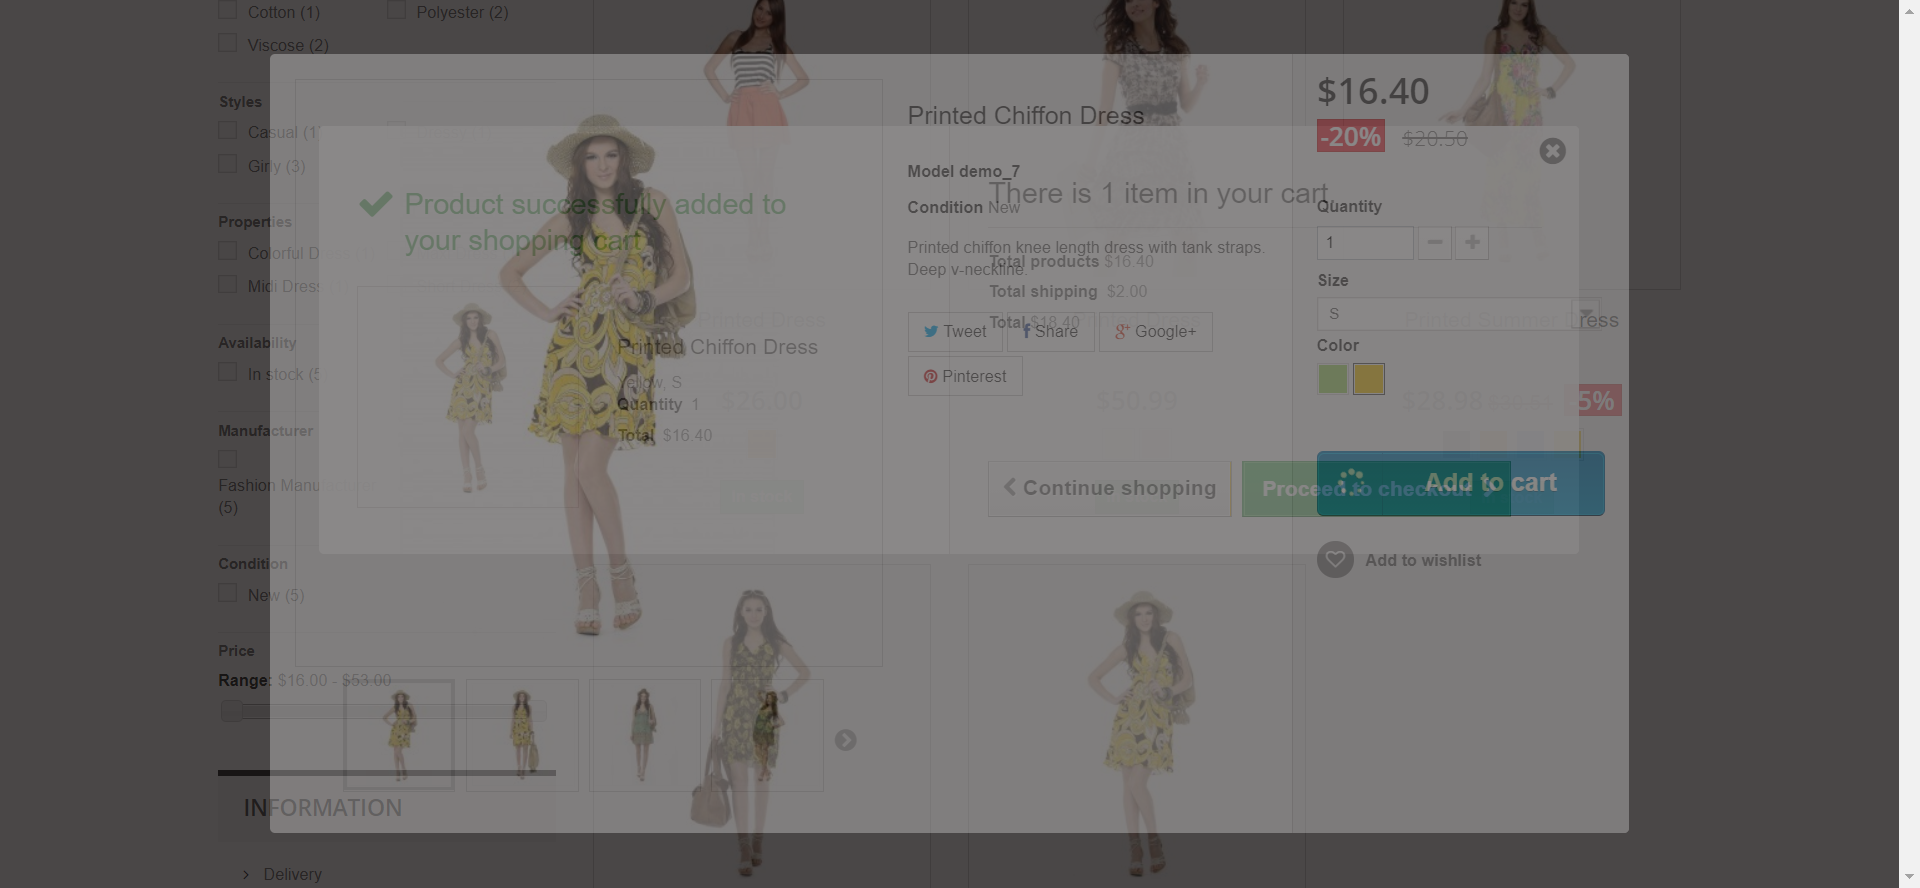 Cotton (1)
Polyester (2)
Viscose (2)
Styles
Casual (1)
Girly (3)
Properties
Colorful D
Midi Dress
Availability
In stock (5
Manufacturer
Fashion Manu
(5)
Condition
New (5)
Price
Range: $16.00 - $53.00
INFORMATION
Delivery
Product successfully added to
your shopping cart
Printed Chiffon Dress
Yellow, S
Quantity 1
Total $16.40
Printed Dress
$26.00
Printed Chiffon Dress
Model demo_7
Condition New
Printed chiffon knee length dress with tank straps.
Deep v-neckline.
Tweet
Share
Google+
Pinterest
There is 1 item in your cart.
Total products $16.40
Total shipping $2.00
Total $18.40
$50.99
Continue shopping
Proceed to checkout
$16.40
-20% $20.50
Quantity
1
Size
S
Printed Summer Dress
Color
$28.98
5%
Add to cart
Add to wishlist